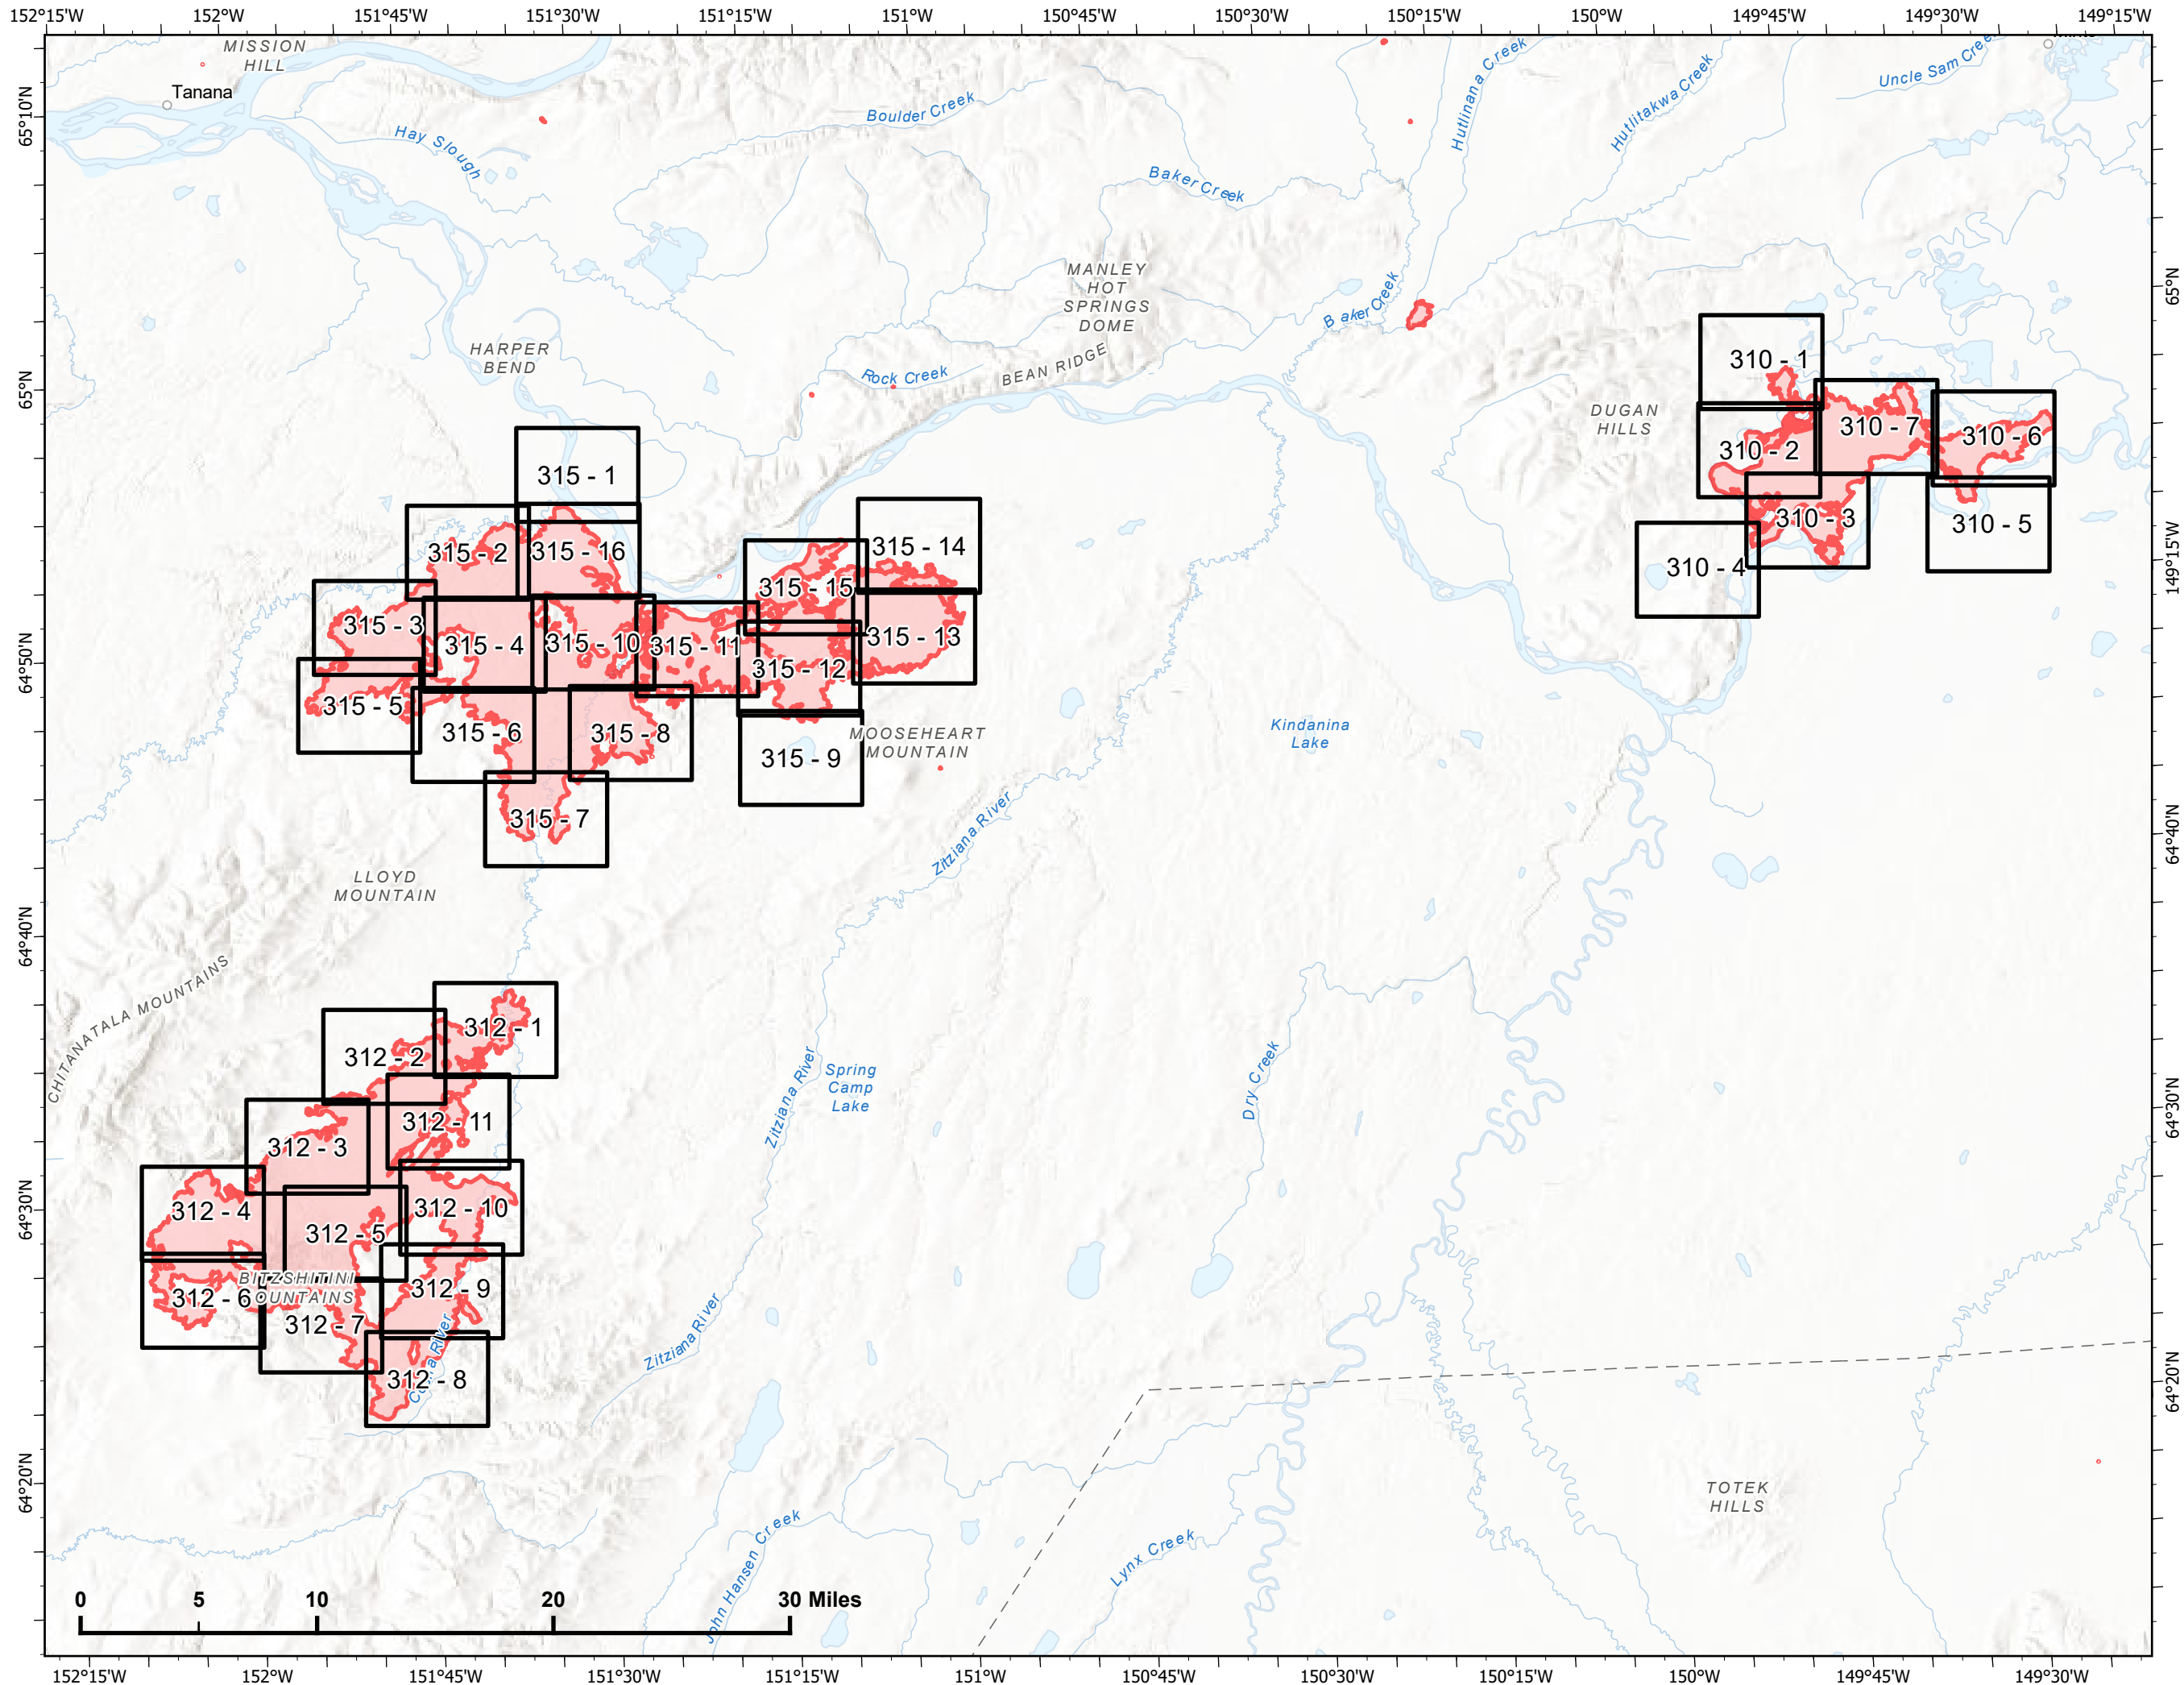 152°15'W 152°W 151°45'W 151°30'W 151°15'W 151°W 150°45'W 150°30'W 150°15'W 150°W 149°45'W 149°30'W 149°15'W
MISSION
HILL
Tanana
Hay Slough
Boulder Creek
Baker Creek
Hutlinana Creek
Hutlitakwa Creek
Uncle Sam Cree
65°10'N
65°N
64°50'N
64°40'N
64°30'N
64°20'N
MANLEY
HOT
SPRINGS
DOME
Baker Creek
HARPER
BEND
Rock Creek
BEAN RIDGE
DUGAN
HILLS
310 - 1
310 - 2
310 - 7
310 - 6
310 - 3
310 - 5
310 - 4
315 - 1
315 - 2
315 - 16
315 - 14
315 - 15
315 - 3
315 - 4
315 - 10
315 - 11
315 - 13
315 - 12
315 - 5
315 - 6
315 - 8
315 - 9
315 - 7
MOOSEHEART
MOUNTAIN
Kindanina
Lake
Zitziana River
LLOYD
MOUNTAIN
CHITANATALA MOUNTAINS
312 - 1
312 - 2
312 - 11
312 - 3
312 - 4
312 - 10
312 - 5
312 - 9
312 - 6
312 - 7
312 - 8
BITZSHITINI
OUNTAINS
Zitziana River
Spring
Camp
Lake
Dry Creek
Zitziana River
John Hansen Creek
Lynx Creek
TOTEK
HILLS
65°N
149°15'W
64°50'N
64°40'N
64°30'N
64°20'N
0 5 10 20 30 Miles
152°15'W 152°W 151°45'W 151°30'W 151°15'W 151°W 150°45'W 150°30'W 150°15'W 150°W 149°45'W 149°30'W